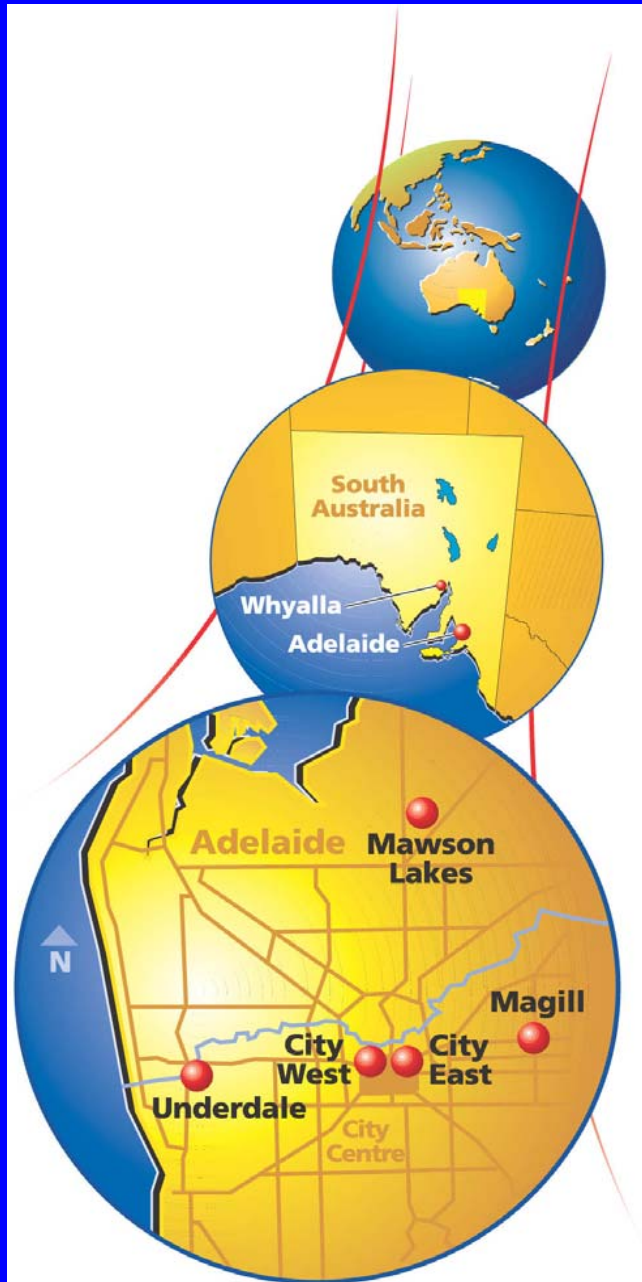 South
Australia
Whyalla
Adelaide
Adelaide
Mawson
Lakes
N
Magill
City
West
City
East
Underdale
City
Centre